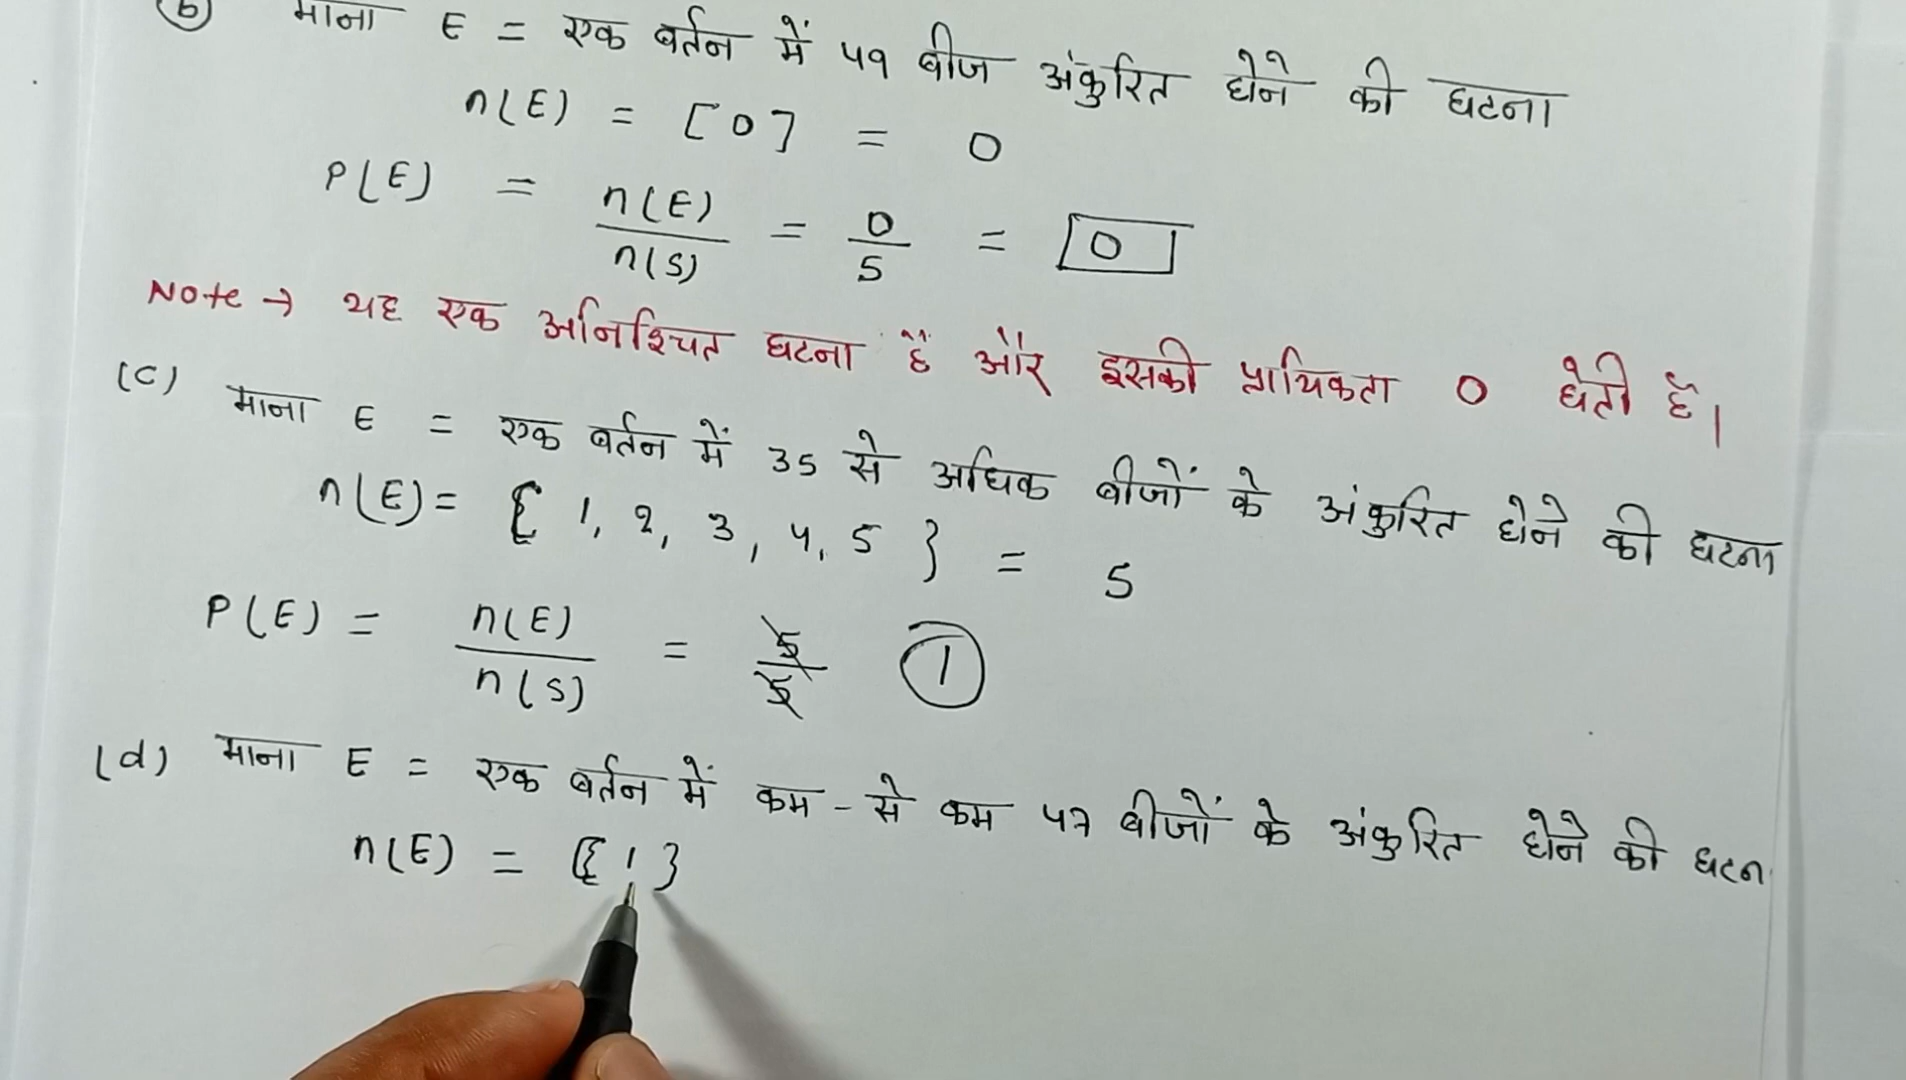 (b) माना E = एक बर्तन में 49 बीज अंकुरित होने की घटना
n(E) = [0] = 0
P(E) = n(E)/n(S) = 0/5 = 0
Note → यह एक अनिश्चित घटना है और इसकी प्रायिकता 0 होती है।
(c) माना E = एक बर्तन में 35 से अधिक बीजों के अंकुरित होने की घटना
n(E) = { 1, 2, 3, 4, 5 } = 5
P(E) = n(E)/n(S) = 5/5 1
(d) माना E = एक बर्तन में कम - से कम 47 बीजों के अंकुरित होने की घटन
n(E) = { 1 }